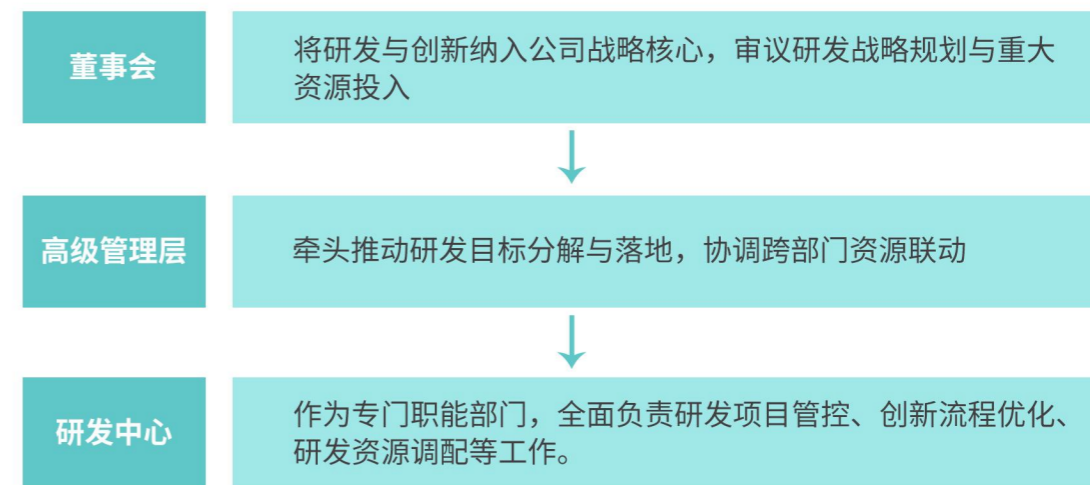 董事会
将研发与创新纳入公司战略核心，审议研发战略规划与重大
资源投入
高级管理层
牵头推动研发目标分解与落地，协调跨部门资源联动
研发中心
作为专门职能部门，全面负责研发项目管控、创新流程优化、
研发资源调配等工作。